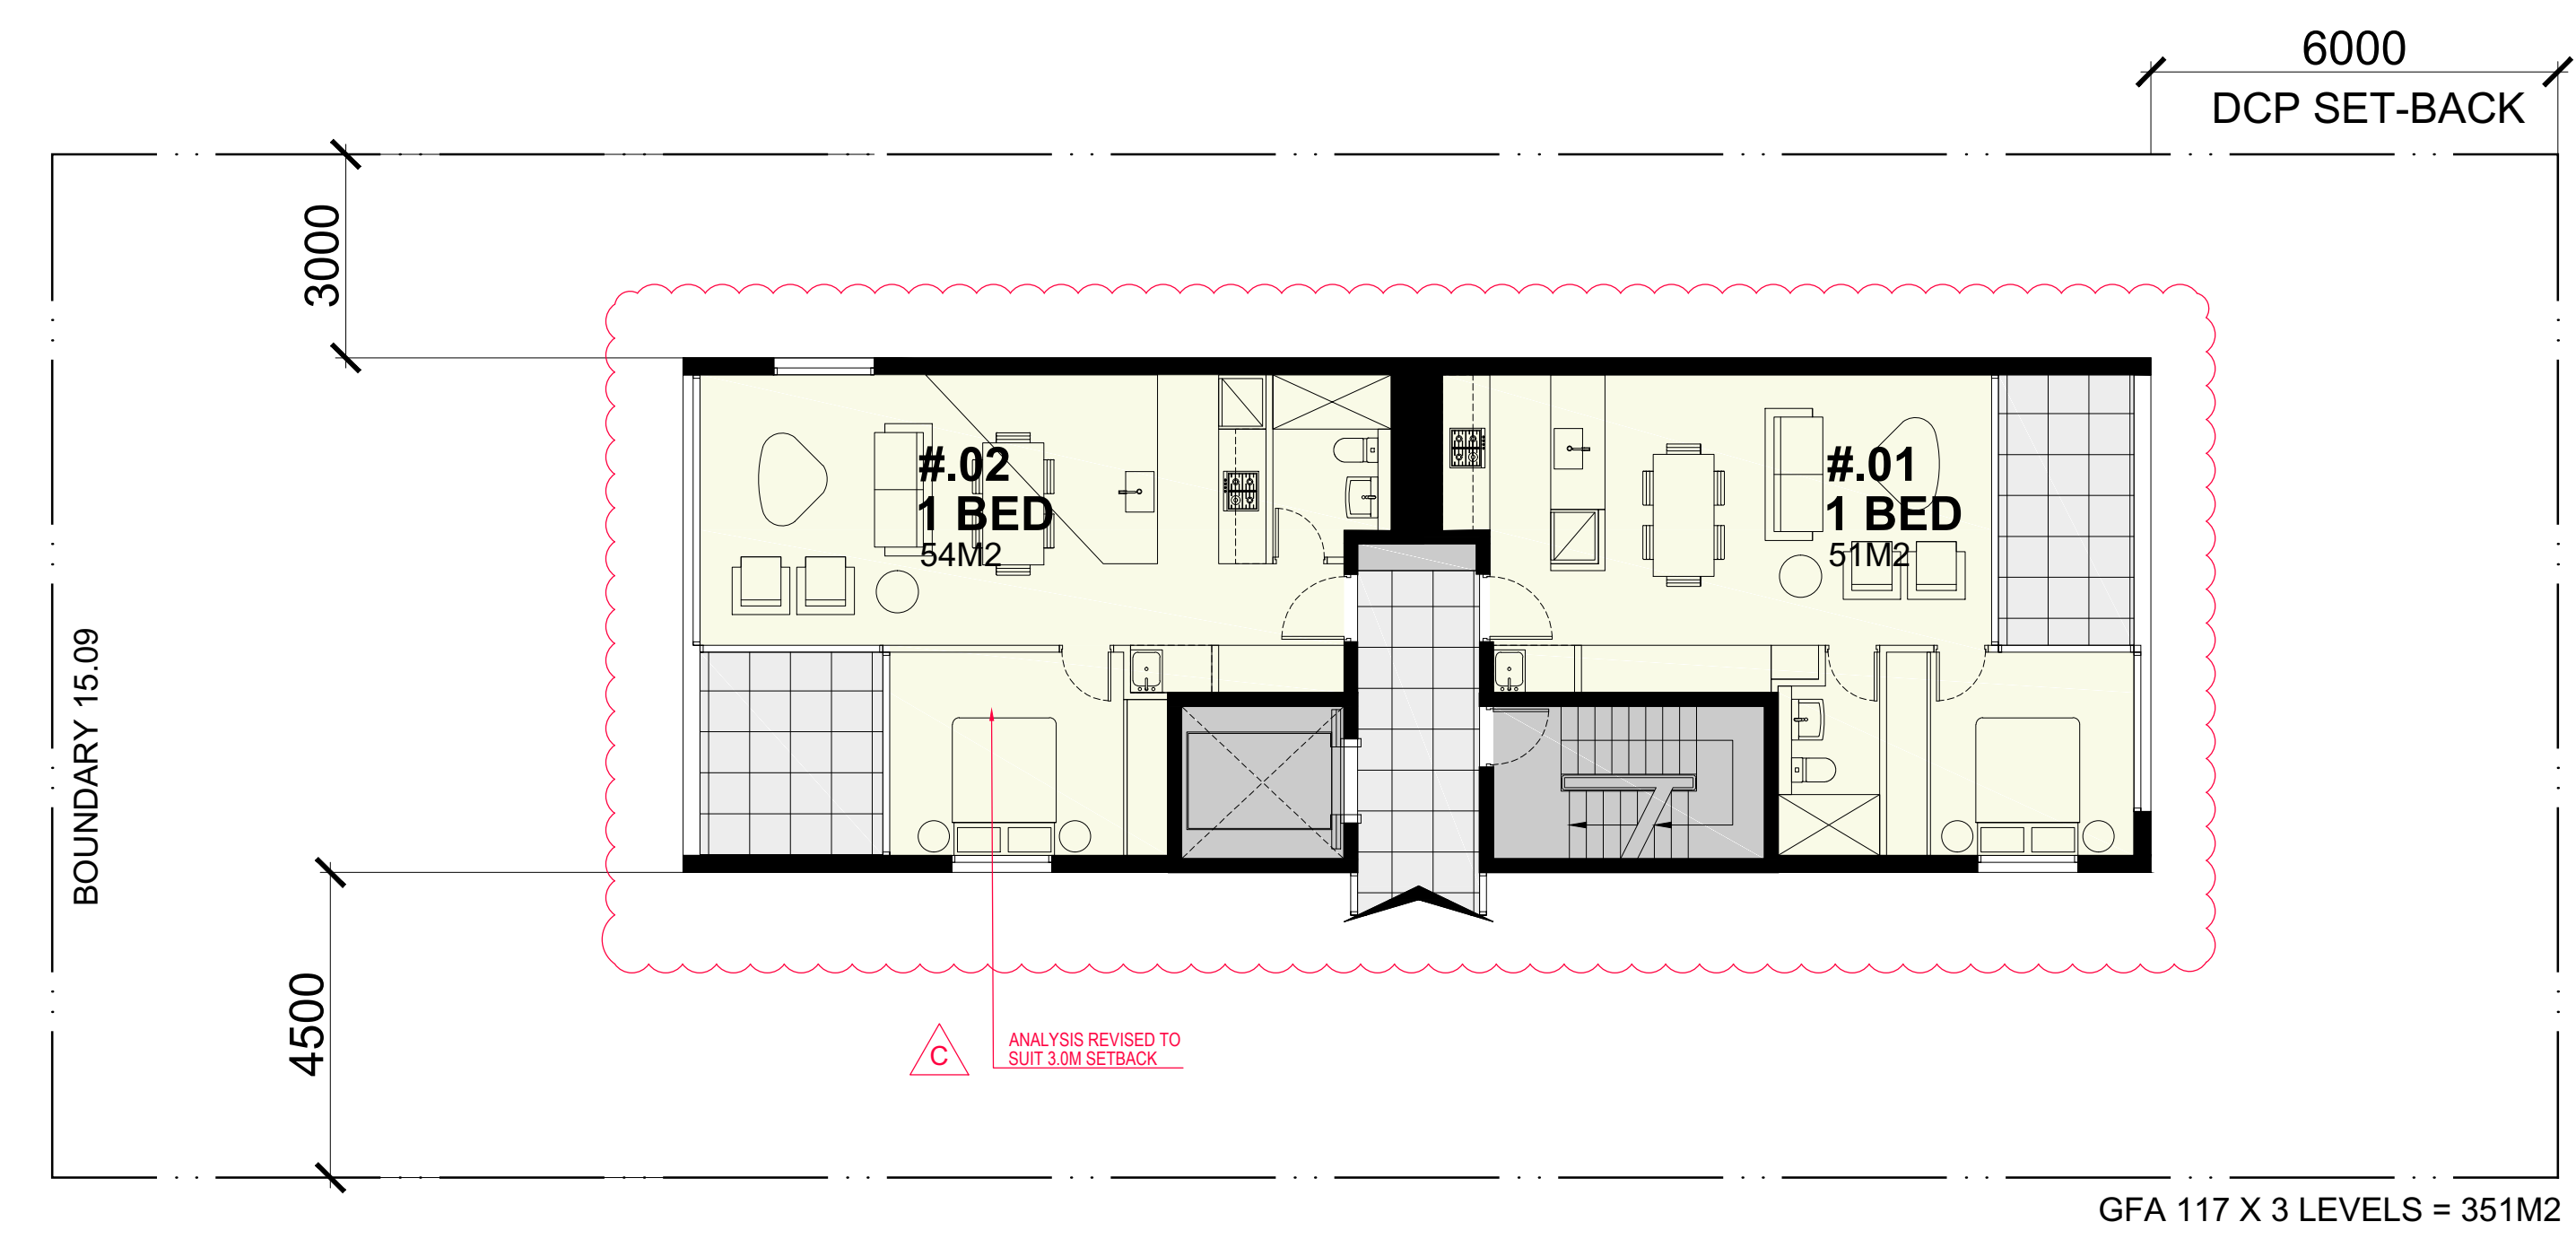 6000
DCP SET-BACK
3000
#.02
1 BED
54M2
#.01
1 BED
51M2
BOUNDARY 15.09
4500
C
ANALYSIS REVISED TO
SUIT 3.0M SETBACK
GFA 117 X 3 LEVELS = 351M2